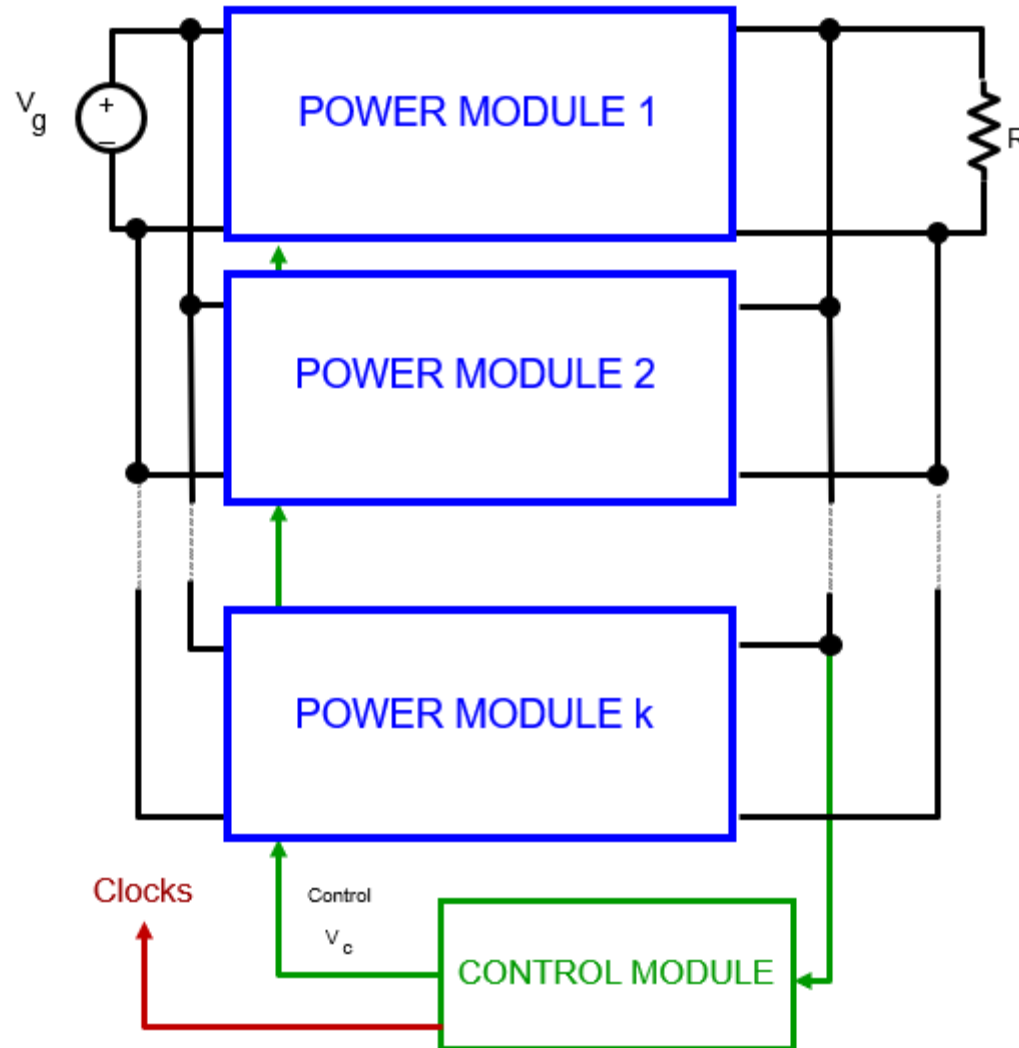 POWER MODULE 1
+
V
g
–
R
POWER MODULE 2
POWER MODULE k
Clocks
Control
V
c
CONTROL MODULE